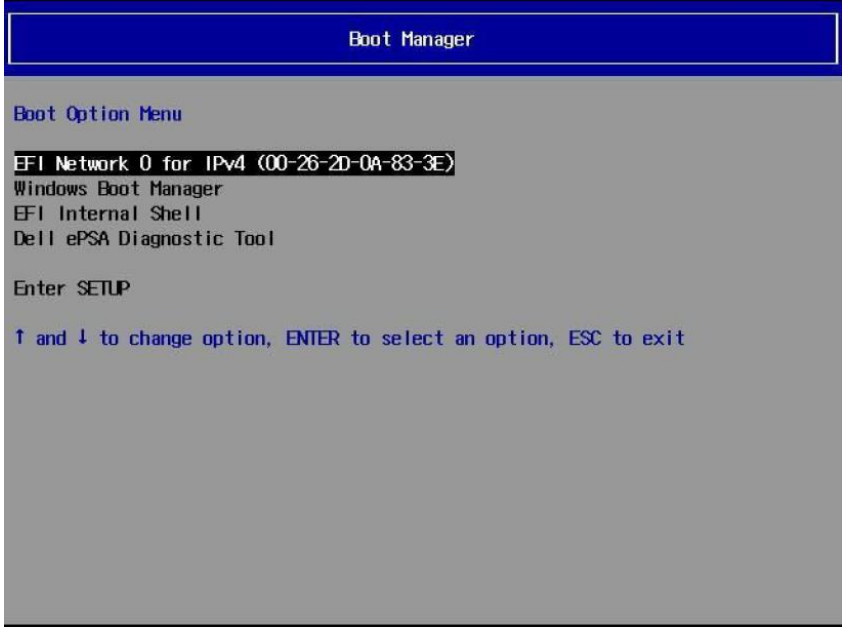 Boot Manager
Boot Option Menu
EFI Network 0 for IPv4 (00-26-2D-0A-83-3E)
Windows Boot Manager
EFI Internal Shell
Dell ePSA Diagnostic Tool
Enter SETUP
↑ and ↓ to change option, ENTER to select an option, ESC to exit